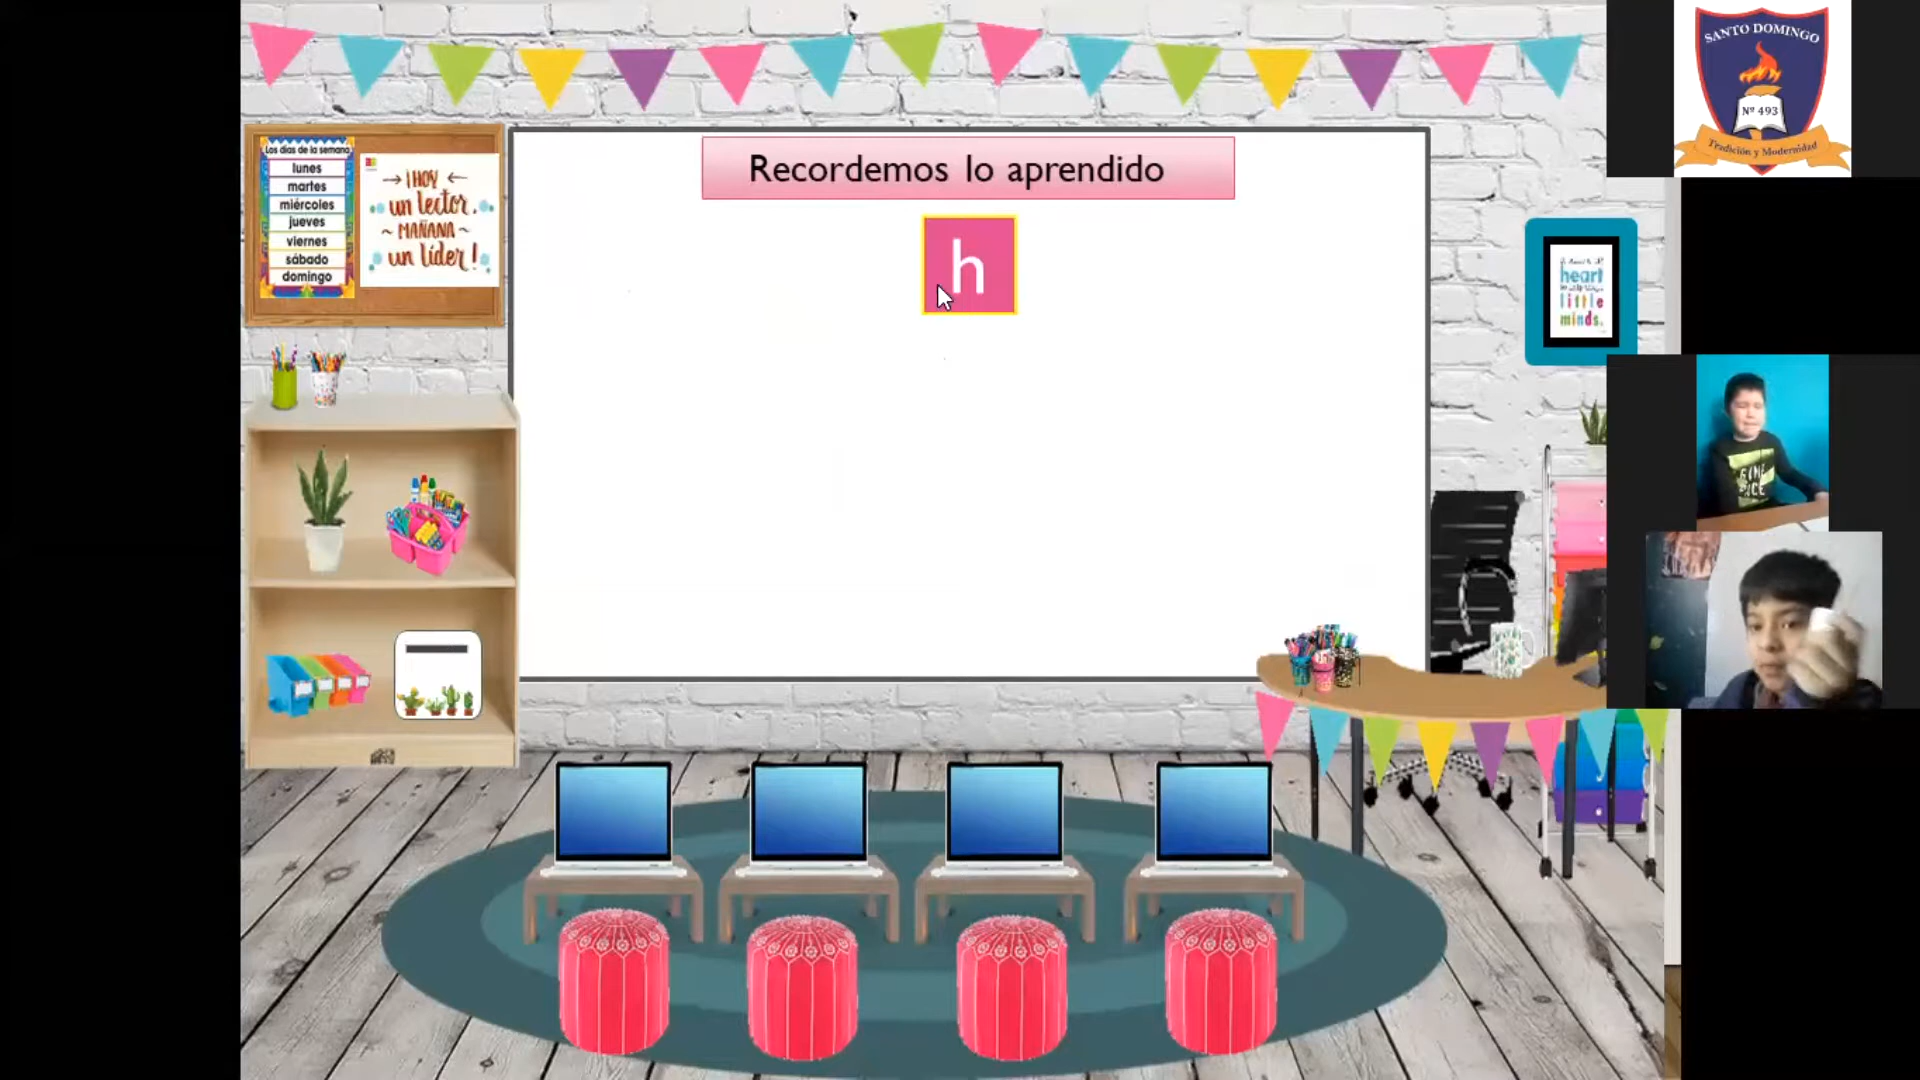 Los días de la semana
lunes
martes
miércoles
jueves
viernes
sábado
domingo
¡HOY
un lector,
~ MAÑANA ~
un líder!
Recordemos lo aprendido
h
heart
little
minds.
SANTO DOMINGO
Nº 493
Tradición y Modernidad